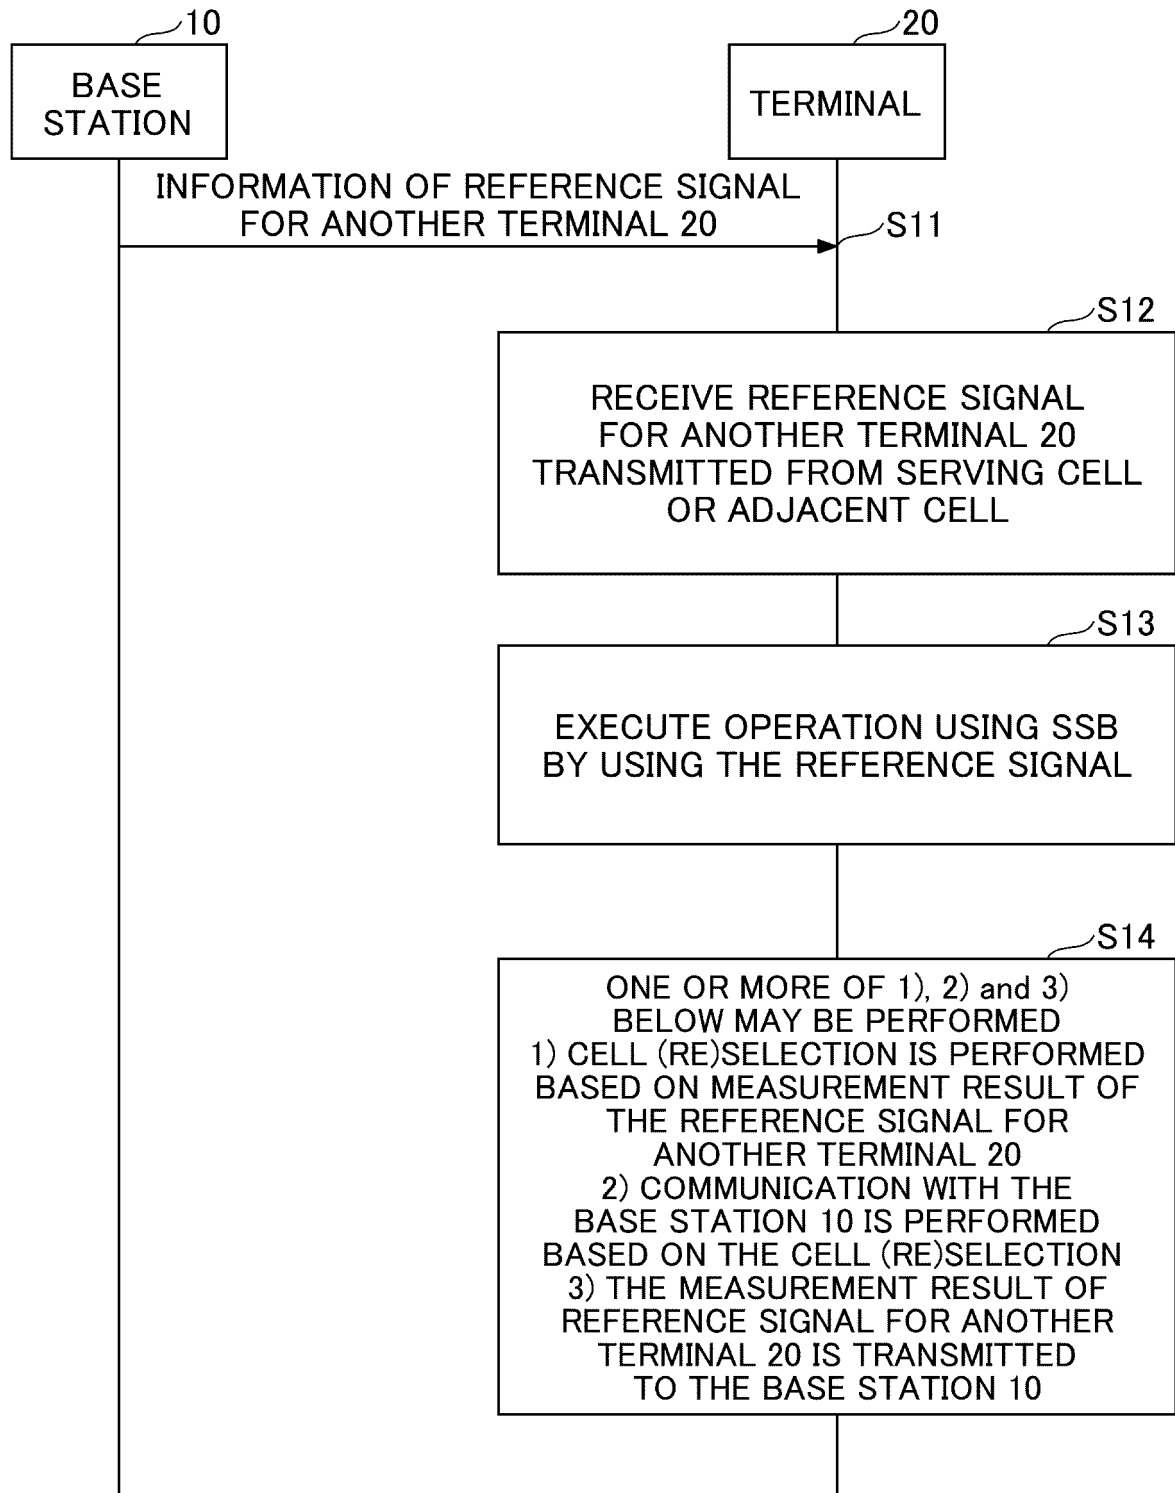 10
BASE
STATION
20
TERMINAL
INFORMATION OF REFERENCE SIGNAL
FOR ANOTHER TERMINAL 20
S11
S12
RECEIVE REFERENCE SIGNAL
FOR ANOTHER TERMINAL 20
TRANSMITTED FROM SERVING CELL
OR ADJACENT CELL
S13
EXECUTE OPERATION USING SSB
BY USING THE REFERENCE SIGNAL
S14
ONE OR MORE OF 1), 2) and 3)
BELOW MAY BE PERFORMED
1) CELL (RE)SELECTION IS PERFORMED
BASED ON MEASUREMENT RESULT OF
THE REFERENCE SIGNAL FOR
ANOTHER TERMINAL 20
2) COMMUNICATION WITH THE
BASE STATION 10 IS PERFORMED
BASED ON THE CELL (RE)SELECTION
3) THE MEASUREMENT RESULT OF
REFERENCE SIGNAL FOR ANOTHER
TERMINAL 20 IS TRANSMITTED
TO THE BASE STATION 10